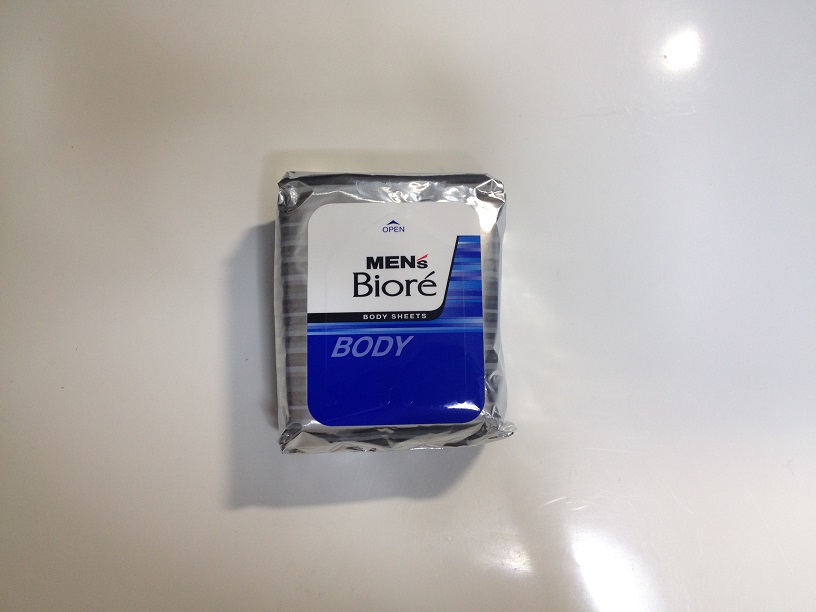 OPEN
MEN's
Bioré
BODY SHEETS
BODY